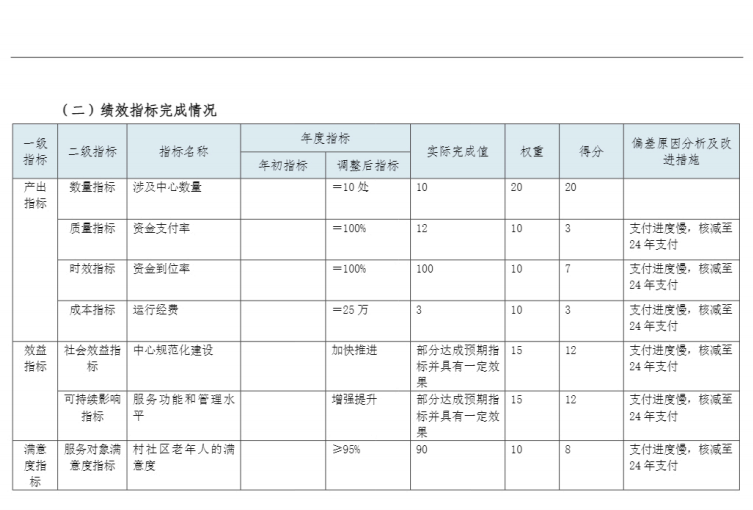 （二）绩效指标完成情况
一级指标 二级指标 指标名称 年度指标 实际完成值 权重 得分 偏差原因分析及改进措施
年初指标 调整后指标
产出指标 数量指标 涉及中心数量 =10 处 10 20 20
质量指标 资金支付率 =100% 12 10 3 支付进度慢，核减至24 年支付
时效指标 资金到位率 =100% 100 10 7 支付进度慢，核减至24 年支付
成本指标 运行经费 =25 万 3 10 3 支付进度慢，核减至24 年支付
效益指标 社会效益指标 中心规范化建设 加快推进 部分达成预期指标并具有一定效果 15 12 支付进度慢，核减至24 年支付
可持续影响指标 服务功能和管理水平 增强提升 部分达成预期指标并具有一定效果 15 12 支付进度慢，核减至24 年支付
满意度指标 服务对象满意度指标 村社区老年人的满意度 ≥95% 90 10 8 支付进度慢，核减至24 年支付